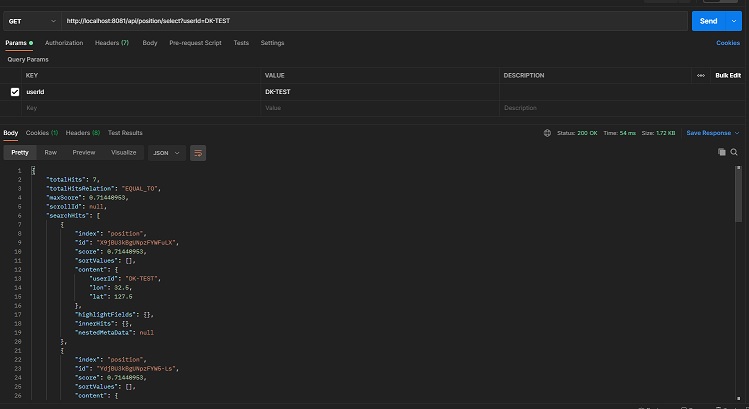 GET http://localhost:8081/api/position/select?userId=DK-TEST Send
Params Authorization Headers (7) Body Pre-request Script Tests Settings Cookies
Query Params
KEY VALUE DESCRIPTION ooo Bulk Edit
userId DK-TEST
Key Value Description
Body Cookies (1) Headers (8) Test Results Status: 200 OK Time: 54 ms Size: 1.72 KB Save Response
Pretty Raw Preview Visualize JSON
1 {
2 "totalHits": 7,
3 "totalHitsRelation": "EQUAL_TO",
4 "maxScore": 0.71440953,
5 "scrollId": null,
6 "searchHits": [
7 {
8 "index": "position",
9 "id": "X9jBU3kBgUNpzFYWFuLX",
10 "score": 0.71440953,
11 "sortValues": [],
12 "content": {
13 "userId": "DK-TEST",
14 "lon": 32.5,
15 "lat": 127.5
16 },
17 "highlightFields": {},
18 "innerHits": {},
19 "nestedMetaData": null
20 },
21 {
22 "index": "position",
23 "id": "YdjBU3kBgUNpzFYW5-Ls",
24 "score": 0.71440953,
25 "sortValues": [],
26 "content": {